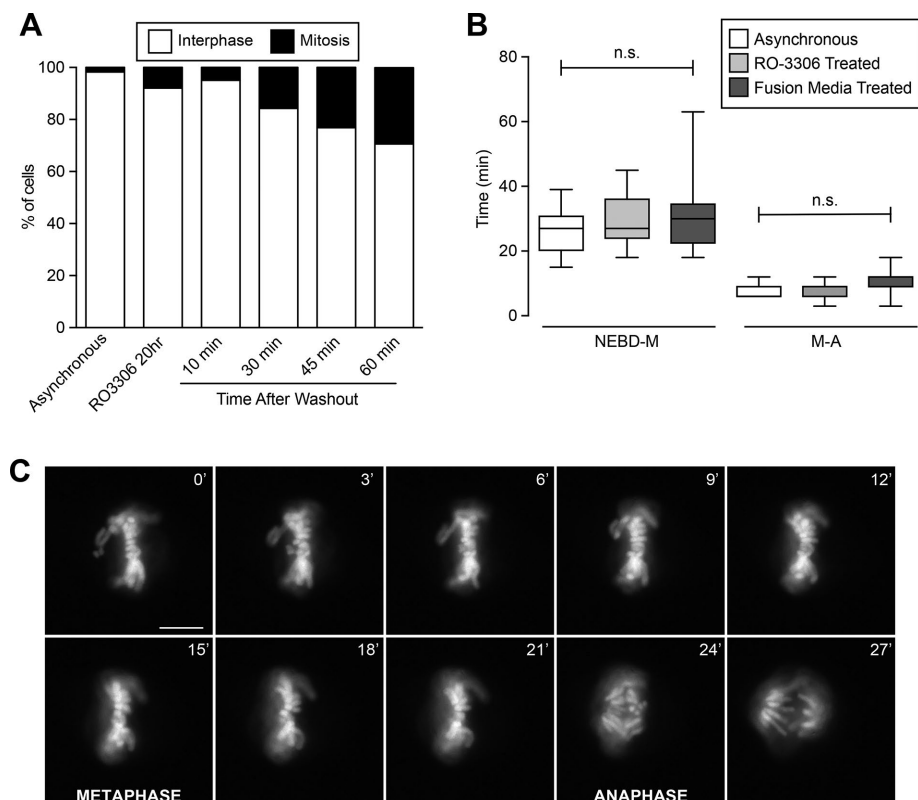 A
Interphase Mitosis
100
80
60
40
20
0
% of cells
Asynchronous
RO3306 20hr
10 min
30 min
45 min
60 min
Time After Washout
B
Asynchronous
RO-3306 Treated
Fusion Media Treated
80
60
40
20
0
Time (min)
n.s.
n.s.
NEBD-M
M-A
C
0’
3’
6’
9’
12’
15’
18’
21’
24’
27’
METAPHASE
ANAPHASE